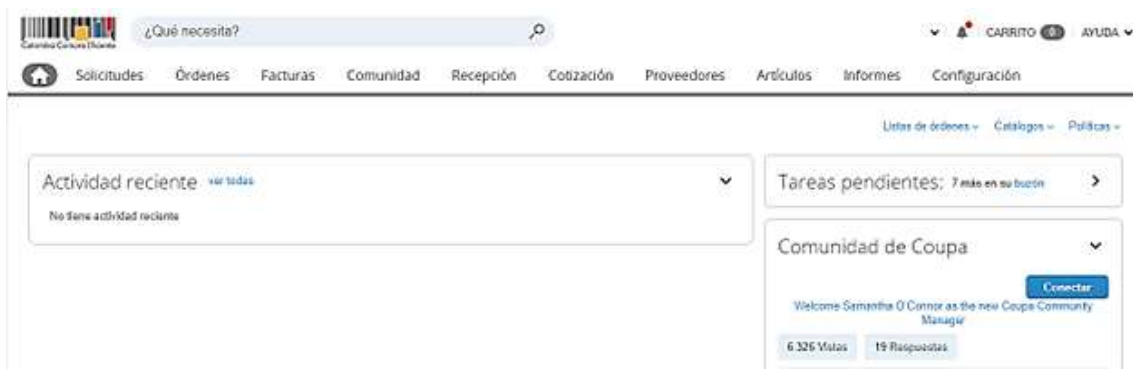 Colombia Compra Eficiente
¿Qué necesita?
CARRITO 0 AYUDA
Solicitudes Órdenes Facturas Comunidad Recepción Cotización Proveedores Artículos Informes Configuración
Listas de órdenes Catálogos Políticas
Actividad reciente ver todas
No tiene actividad reciente
Tareas pendientes: 7 más en su buzón
Comunidad de Coupa
Conectar
Welcome Samantha O'Connor as the new Coupa Community
Manager
6.326 Vistas 19 Respuestas